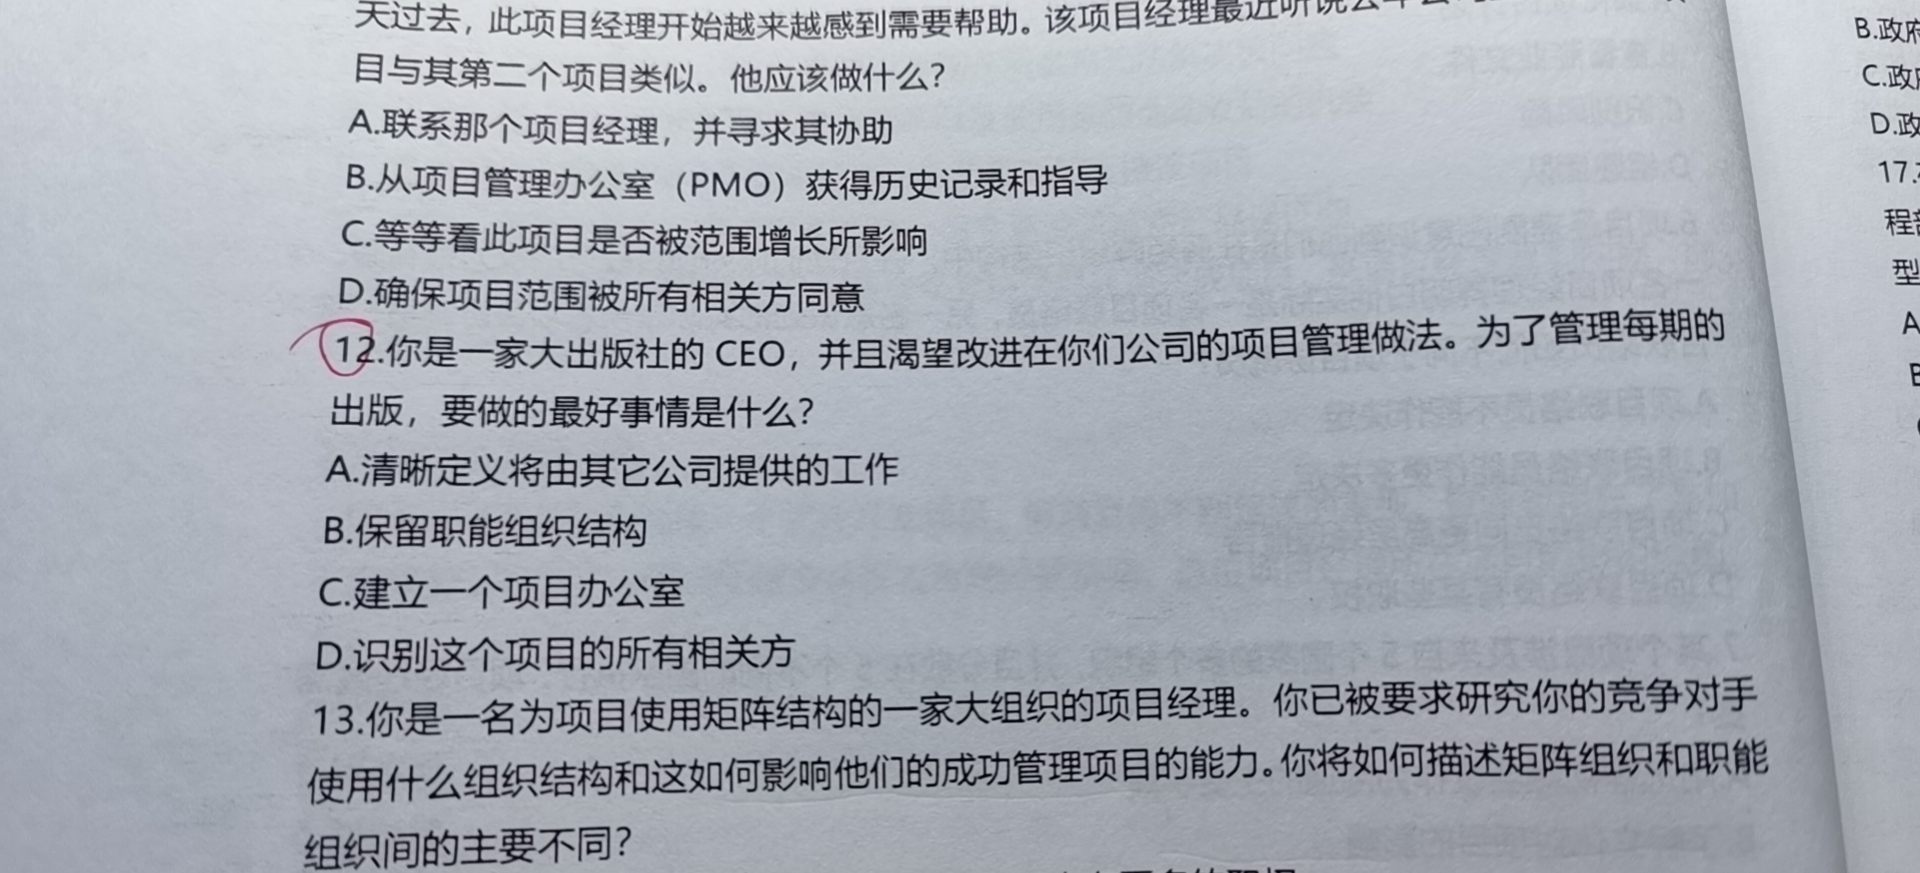 天过去，此项目经理开始越来越感到需要帮助。该项目经理最近听说公
目与其第二个项目类似。他应该做什么？
A.联系那个项目经理，并寻求其协助
B.从项目管理办公室（PMO）获得历史记录和指导
C.等等看此项目是否被范围增长所影响
D.确保项目范围被所有相关方同意
12.你是一家大出版社的 CEO，并且渴望改进在你们公司的项目管理做法。为了管理每期的
出版，要做的最好事情是什么？
A.清晰定义将由其它公司提供的工作
B.保留职能组织结构
C.建立一个项目办公室
D.识别这个项目的所有相关方
13.你是一名为项目使用矩阵结构的一家大组织的项目经理。你已被要求研究你的竞争对手
使用什么组织结构和这如何影响他们的成功管理项目的能力。你将如何描述矩阵组织和职能
组织间的主要不同？
B.政府
C.政
D.政
17.
程
型
A